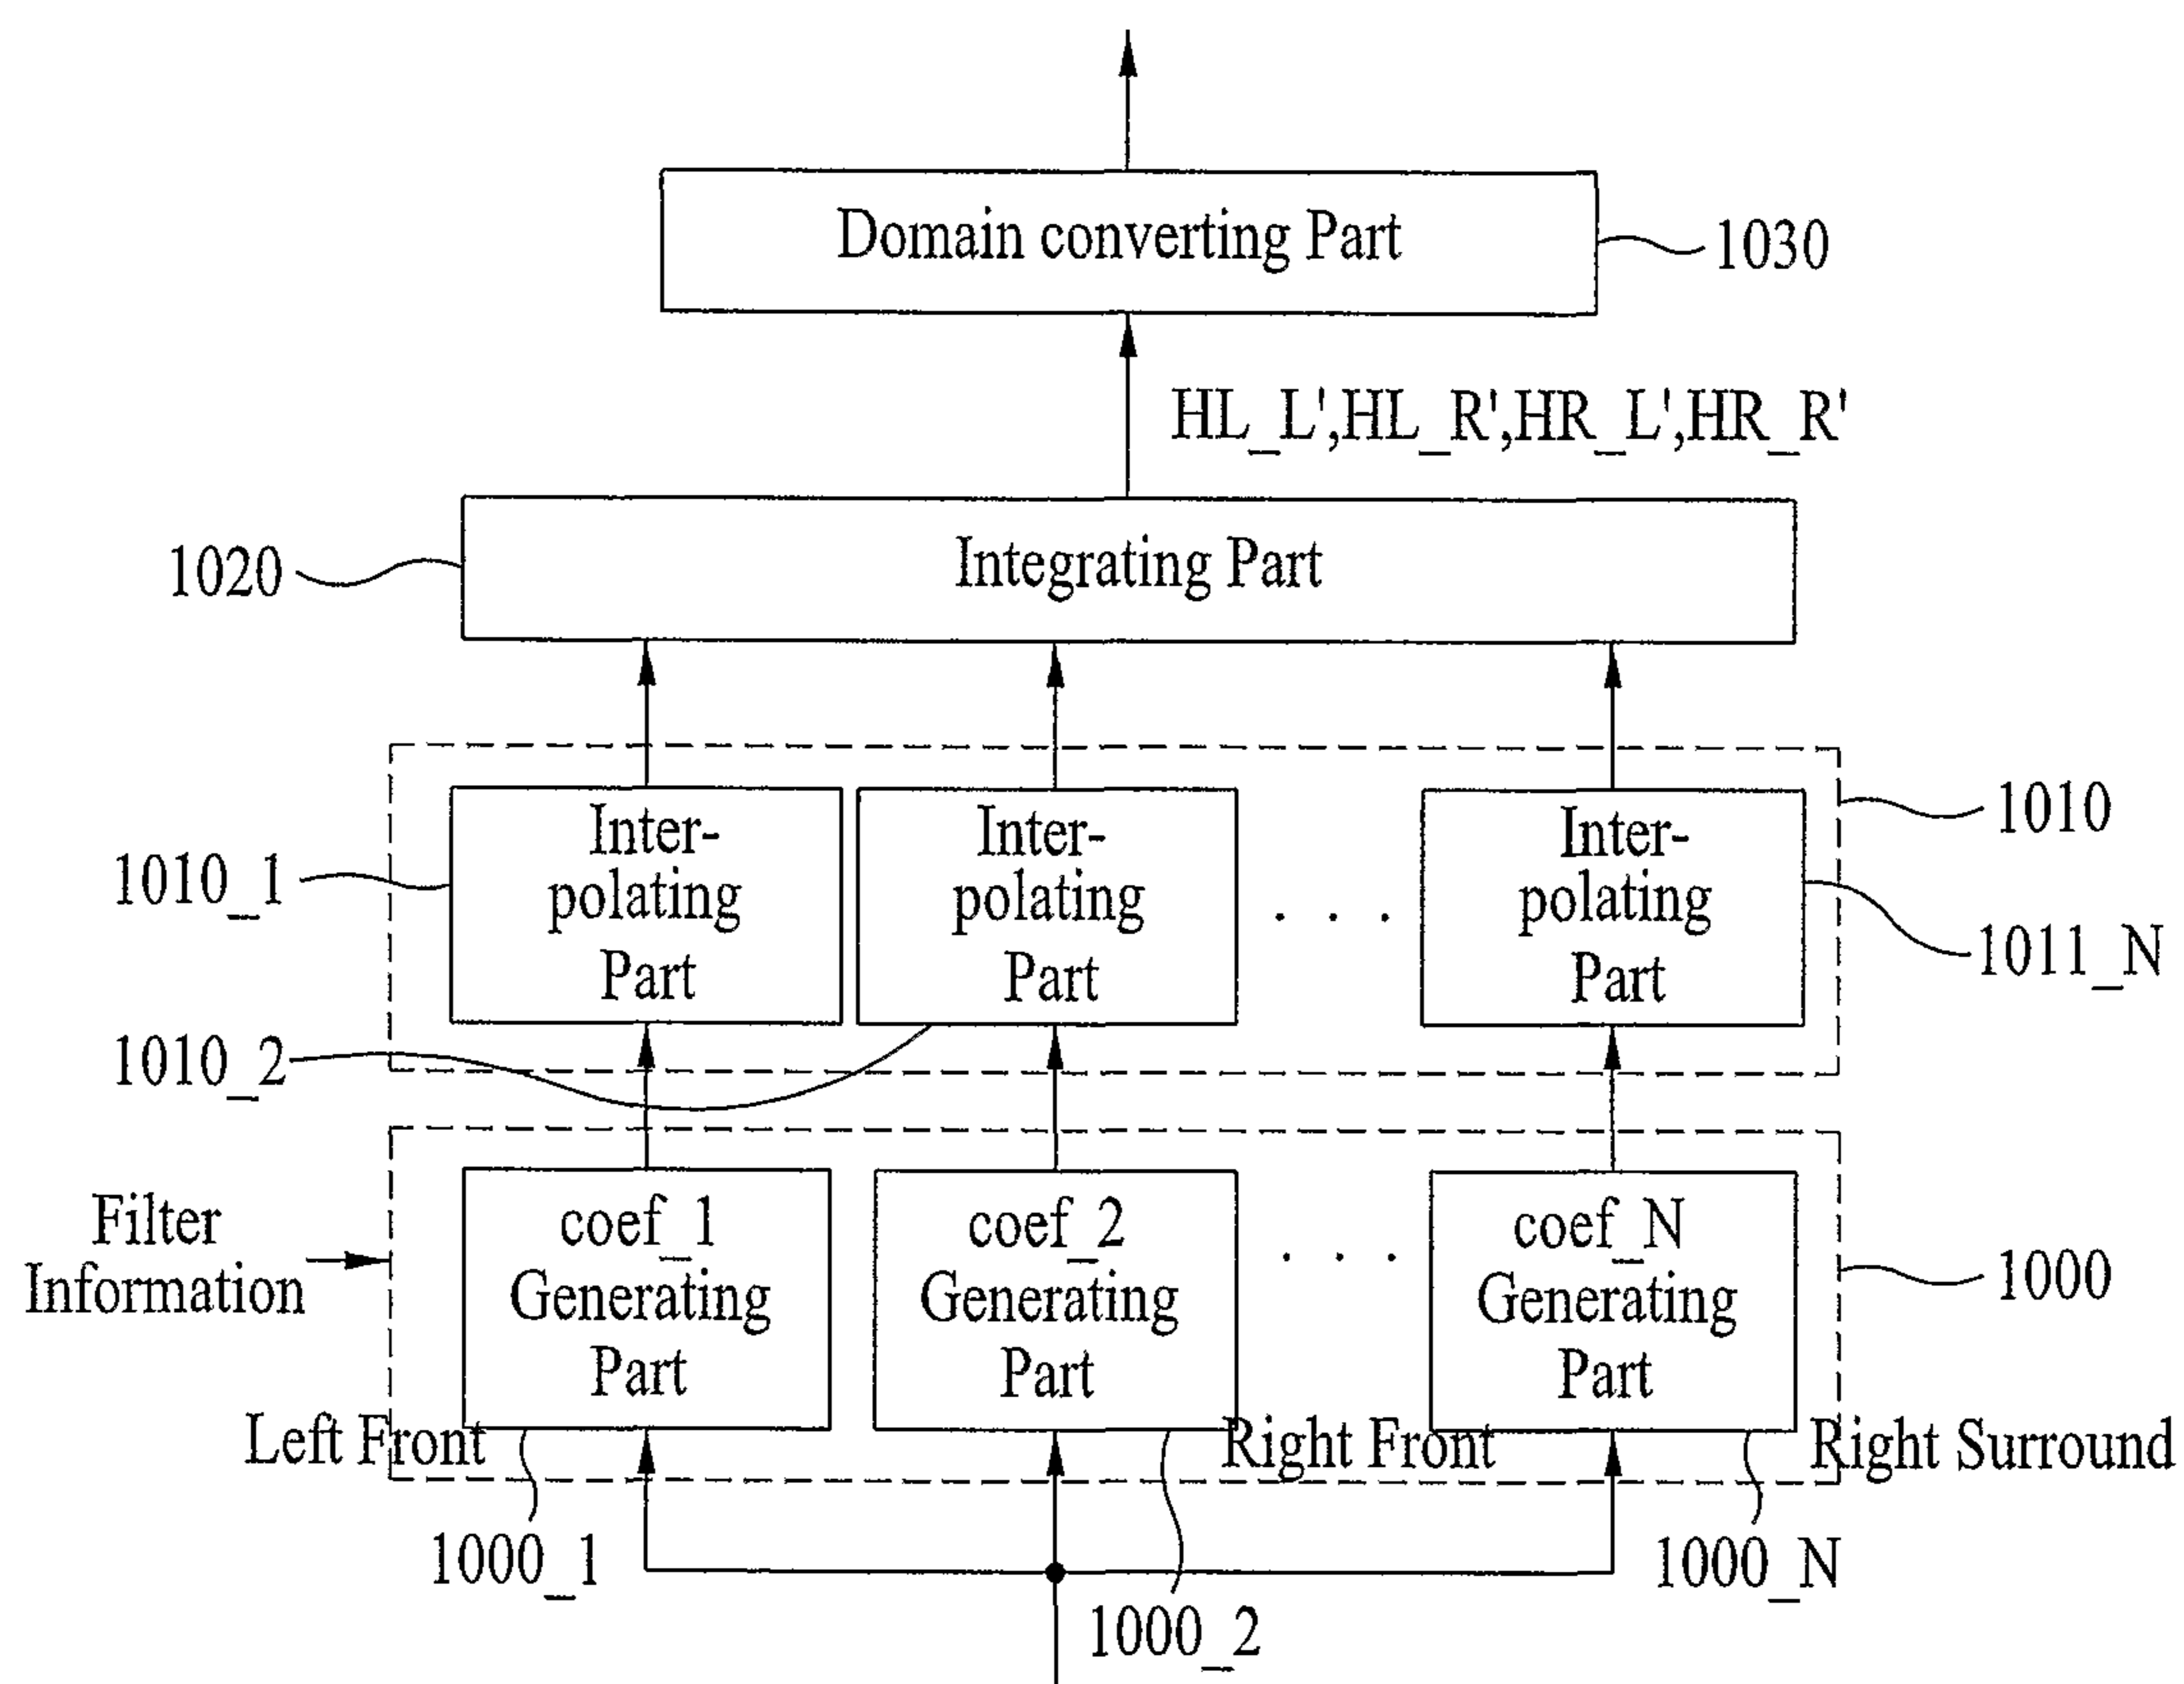 Domain converting Part
1030
HL_L',HL_R',HR_L',HR_R'
1020
Integrating Part
1010
1010_1
Inter-
polating
Part
Inter-
polating
Part
. . .
Inter-
polating
Part
1011_N
1010_2
Filter
Information
coef_1
Generating
Part
coef_2
Generating
Part
. . .
coef_N
Generating
Part
1000
Left Front
Right Front
Right Surround
1000_1
1000_2
1000_N